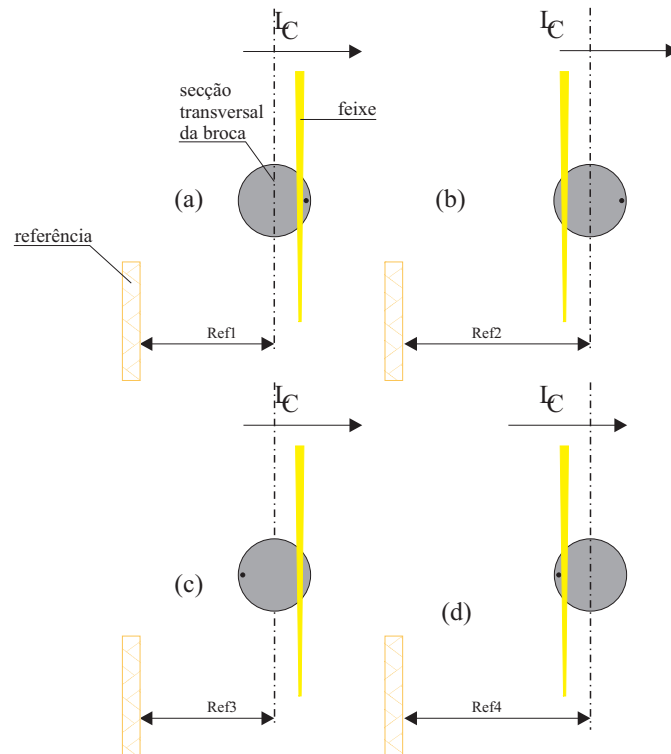 LC
LC
secção
transversal
da broca
feixe
(a)
(b)
referência
Ref1
Ref2
LC
LC
(c)
(d)
Ref3
Ref4